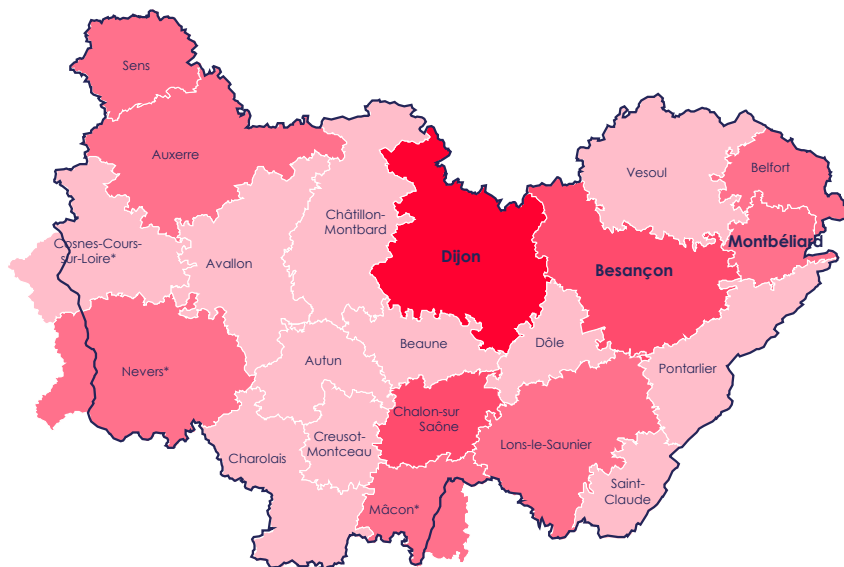 Sens
Auxerre
Vesoul
Belfort
Châtillon-
Montbard
Cosnes-Cours-
sur-Loire*
Avallon
Dijon
Besançon
Montbéliard
Beaune
Dôle
Autun
Nevers*
Pontarlier
Chalon-sur
Saône
Creusot-
Montceau
Charolais
Lons-le-Saunier
Saint-
Claude
Mâcon*